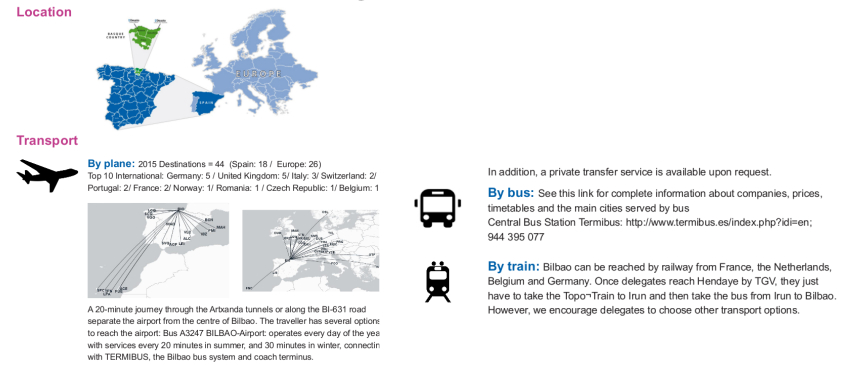 Location
BASQUE
COUNTRY
EUROPE
SPAIN
Transport
By plane: 2015 Destinations = 44 (Spain: 18 / Europe: 26)
Top 10 International: Germany: 5 / United Kingdom: 5/ Italy: 3/ Switzerland: 2/
Portugal: 2/ France: 2/ Norway: 1/ Romania: 1 / Czech Republic: 1/ Belgium: 1
A 20-minute journey through the Artxanda tunnels or along the BI-631 road
separate the airport from the centre of Bilbao. The traveller has several options
to reach the airport: Bus A3247 BILBAO-Airport: operates every day of the yea
with services every 20 minutes in summer, and 30 minutes in winter, connectin
with TERMIBUS, the Bilbao bus system and coach terminus.
In addition, a private transfer service is available upon request.
By bus: See this link for complete information about companies, prices,
timetables and the main cities served by bus
Central Bus Station Termibus: http://www.termibus.es/index.php?idi=en;
944 395 077
By train: Bilbao can be reached by railway from France, the Netherlands,
Belgium and Germany. Once delegates reach Hendaye by TGV, they just
have to take the Topo¬Train to Irun and then take the bus from Irun to Bilbao.
However, we encourage delegates to choose other transport options.